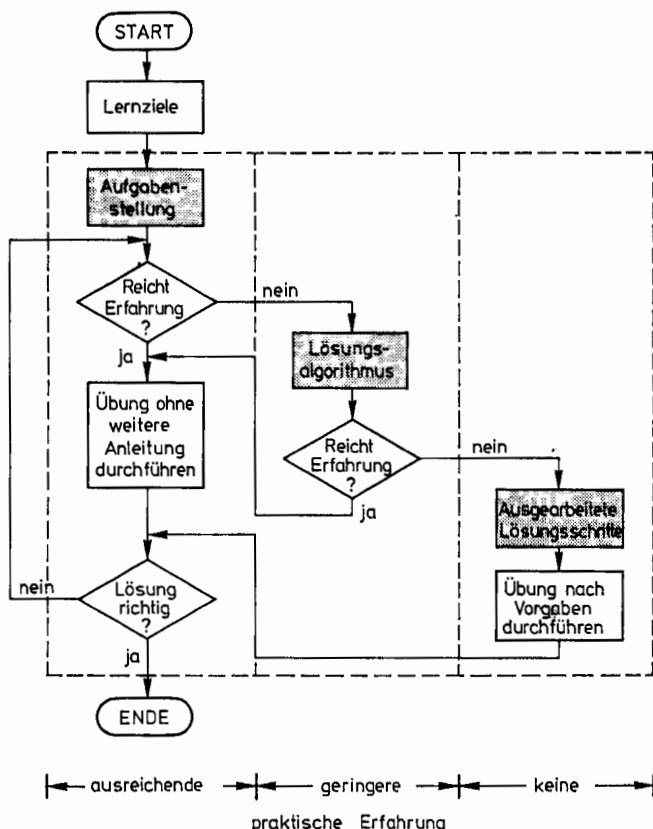 START
Lernziele
Aufgaben-
stellung
Reicht
Erfahrung
?
nein
ja
Lösungs-
algorithmus
Übung ohne
weitere
Anleitung
durchführen
Reicht
Erfahrung
?
nein
ja
Ausgearbeitete
Lösungsschritte
Übung nach
Vorgaben
durchführen
nein
Lösung
richtig
?
ja
ENDE
ausreichende geringere keine
praktische Erfahrung